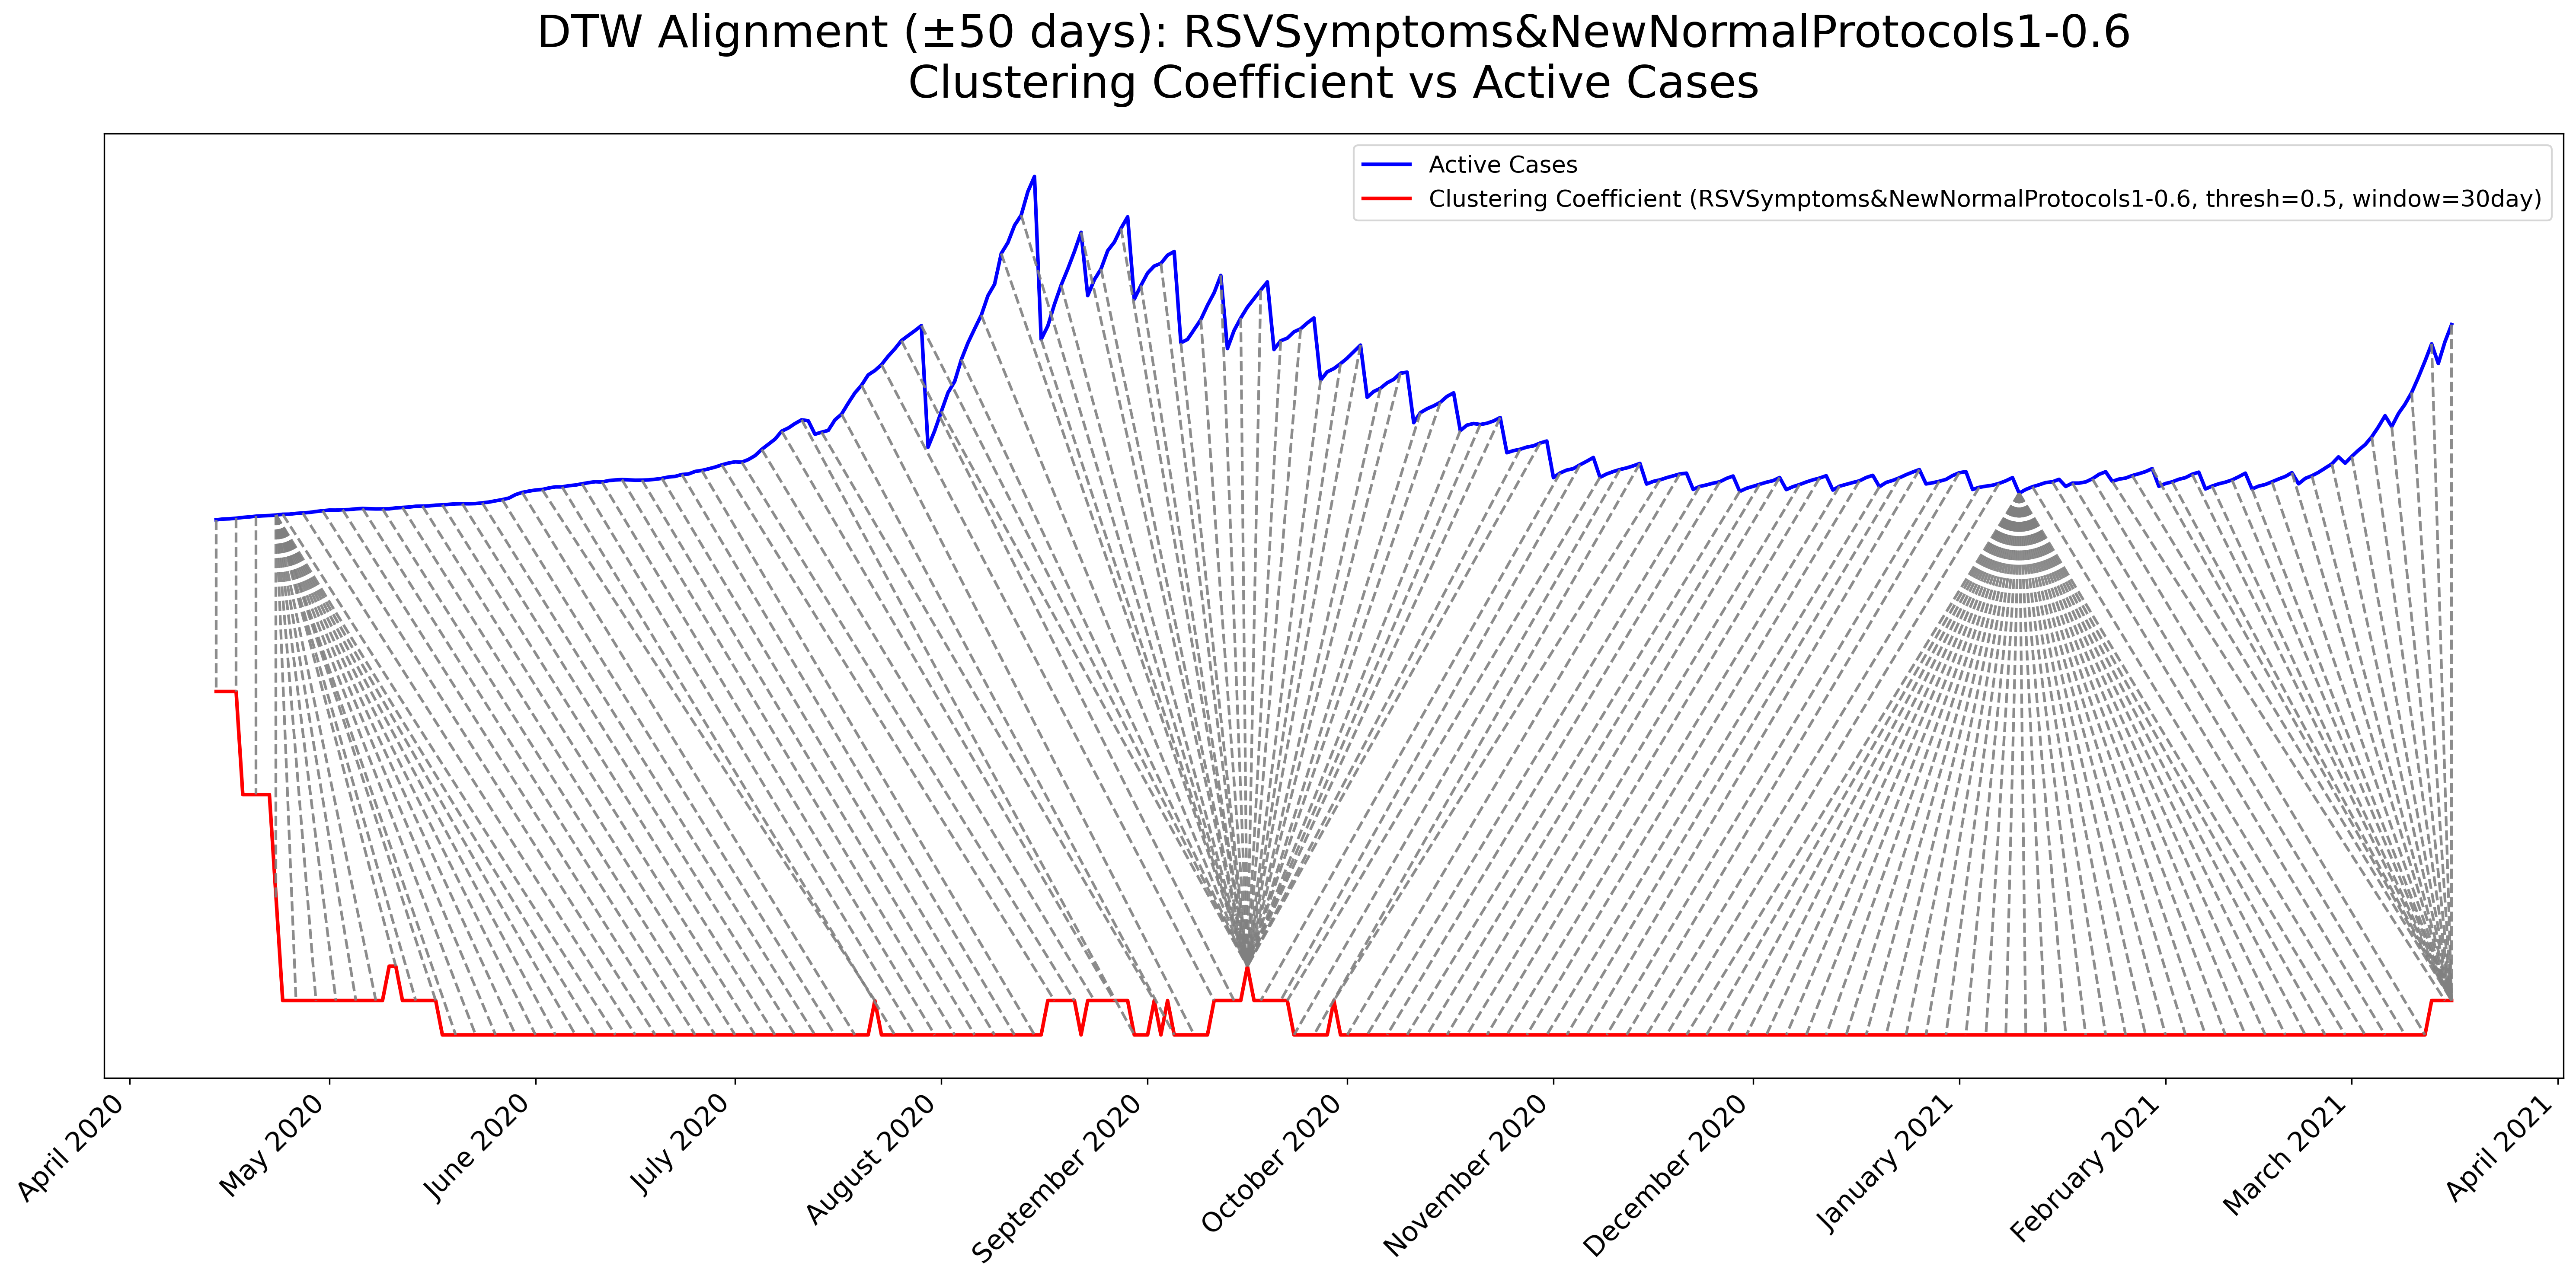 DTW Alignment (±50 days): RSVSymptoms&NewNormalProtocols1-0.6
Clustering Coefficient vs Active Cases
Active Cases
Clustering Coefficient (RSVSymptoms&NewNormalProtocols1-0.6, thresh=0.5, window=30day)
April 2020
May 2020
June 2020
July 2020
August 2020
September 2020
October 2020
November 2020
December 2020
January 2021
February 2021
March 2021
April 2021